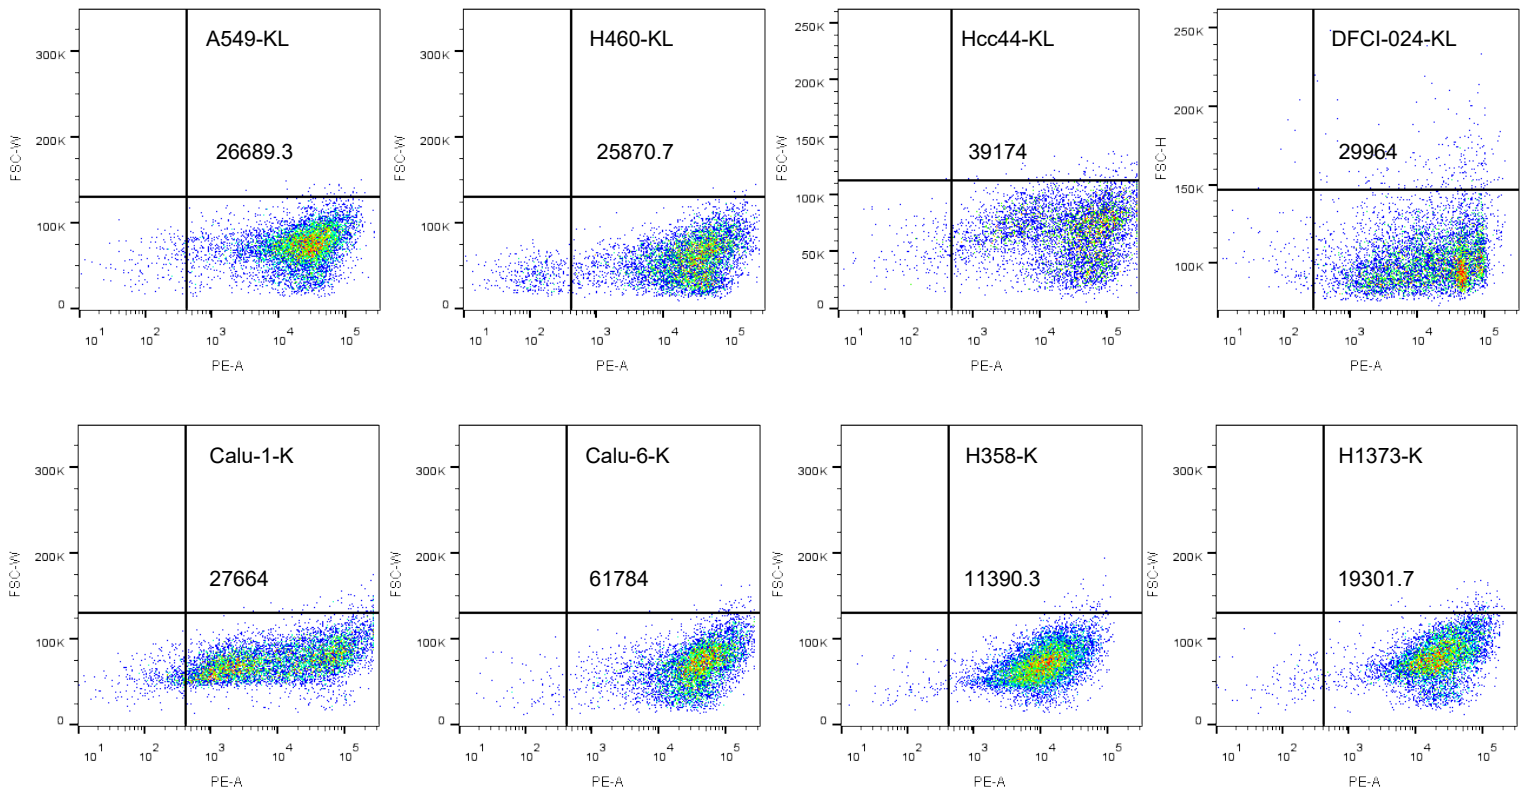 A549-KL
26689.3
FSC-W
300K
200K
100K
0
10^1 10^2 10^3 10^4 10^5
PE-A
H460-KL
25870.7
FSC-W
300K
200K
100K
0
10^1 10^2 10^3 10^4 10^5
PE-A
Hcc44-KL
39174
FSC-W
250K
200K
150K
100K
50K
0
10^1 10^2 10^3 10^4 10^5
PE-A
DFCI-024-KL
29964
FSC-H
250K
200K
150K
100K
10^1 10^2 10^3 10^4 10^5
PE-A
Calu-1-K
27664
FSC-W
300K
200K
100K
0
10^1 10^2 10^3 10^4 10^5
PE-A
Calu-6-K
61784
FSC-W
300K
200K
100K
0
10^1 10^2 10^3 10^4 10^5
PE-A
H358-K
11390.3
FSC-W
300K
200K
100K
0
10^1 10^2 10^3 10^4 10^5
PE-A
H1373-K
19301.7
FSC-W
300K
200K
100K
0
10^1 10^2 10^3 10^4 10^5
PE-A